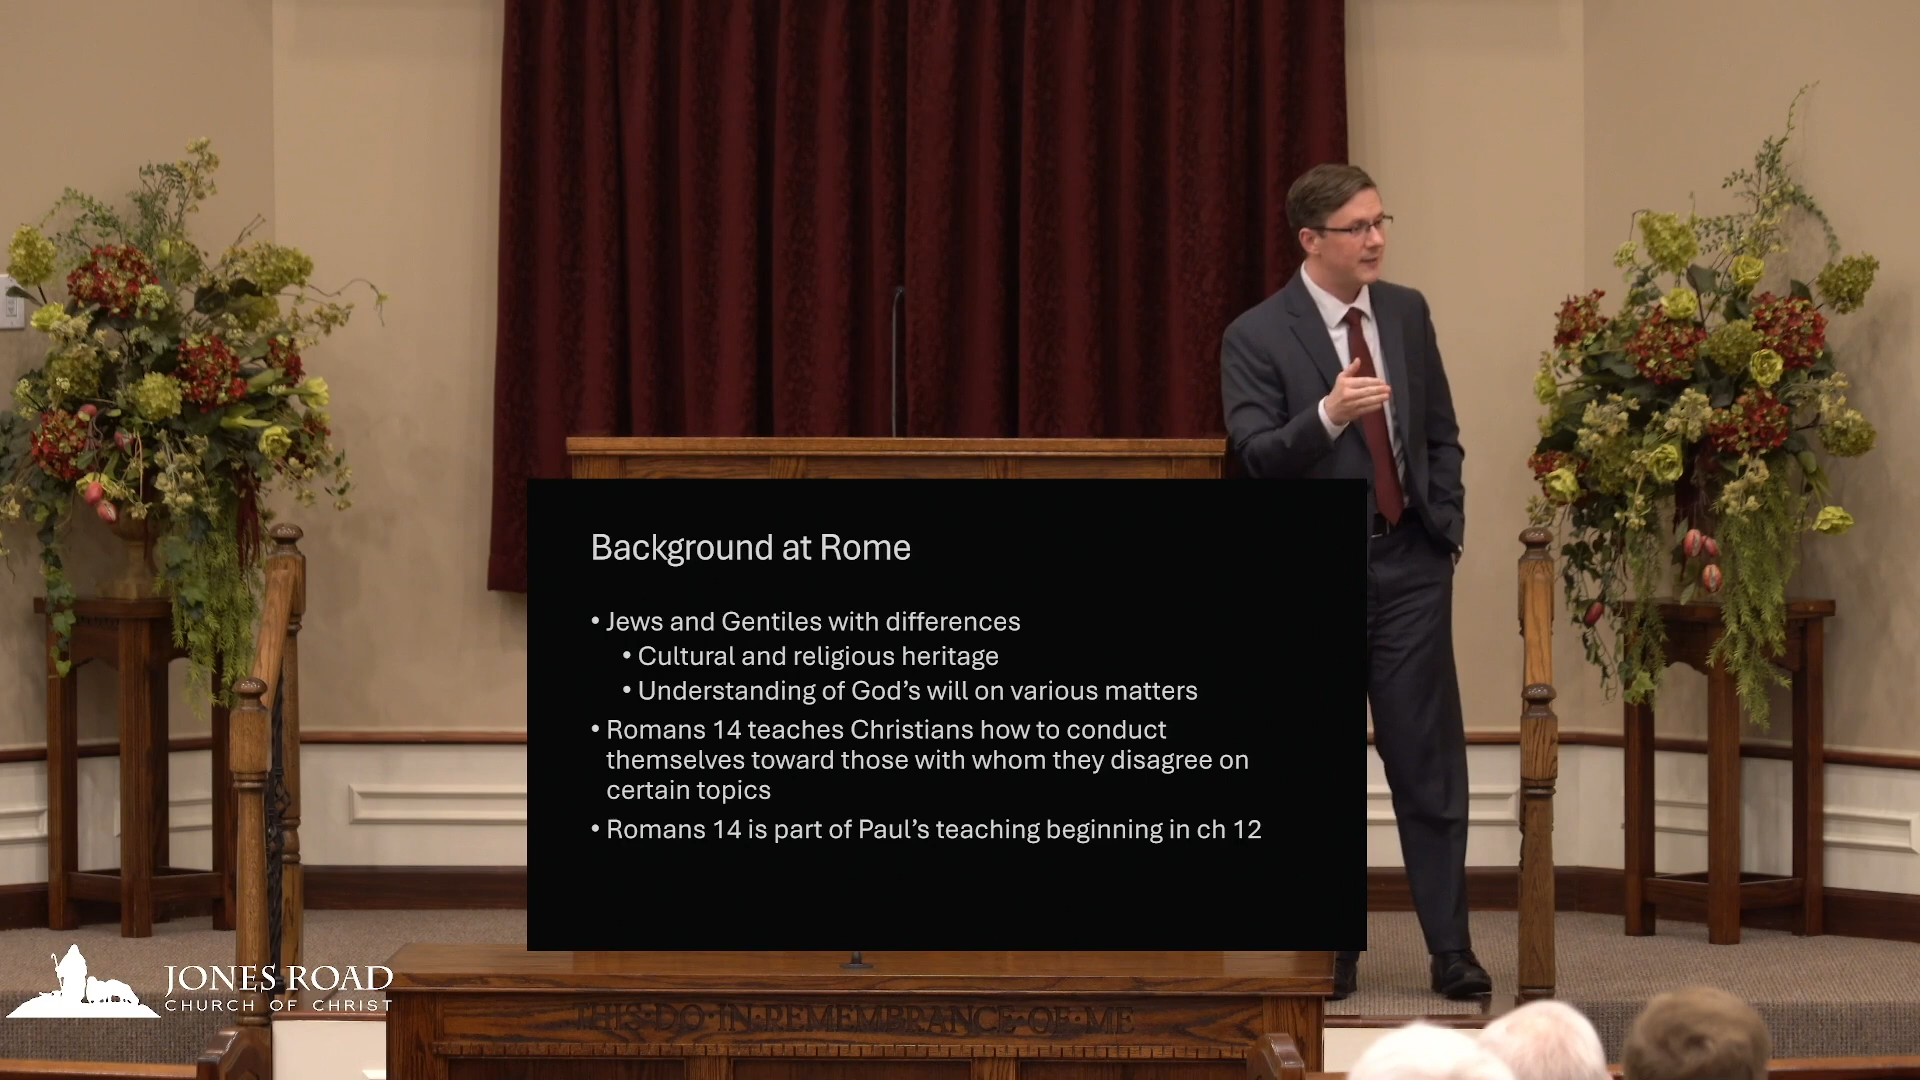 Background at Rome
• Jews and Gentiles with differences
• Cultural and religious heritage
• Understanding of God's will on various matters
• Romans 14 teaches Christians how to conduct
themselves toward those with whom they disagree on
certain topics
• Romans 14 is part of Paul's teaching beginning in ch 12
JONES ROAD
CHURCH OF CHRIST
THIS·DO·IN·REMEMBRANCE·OF·ME